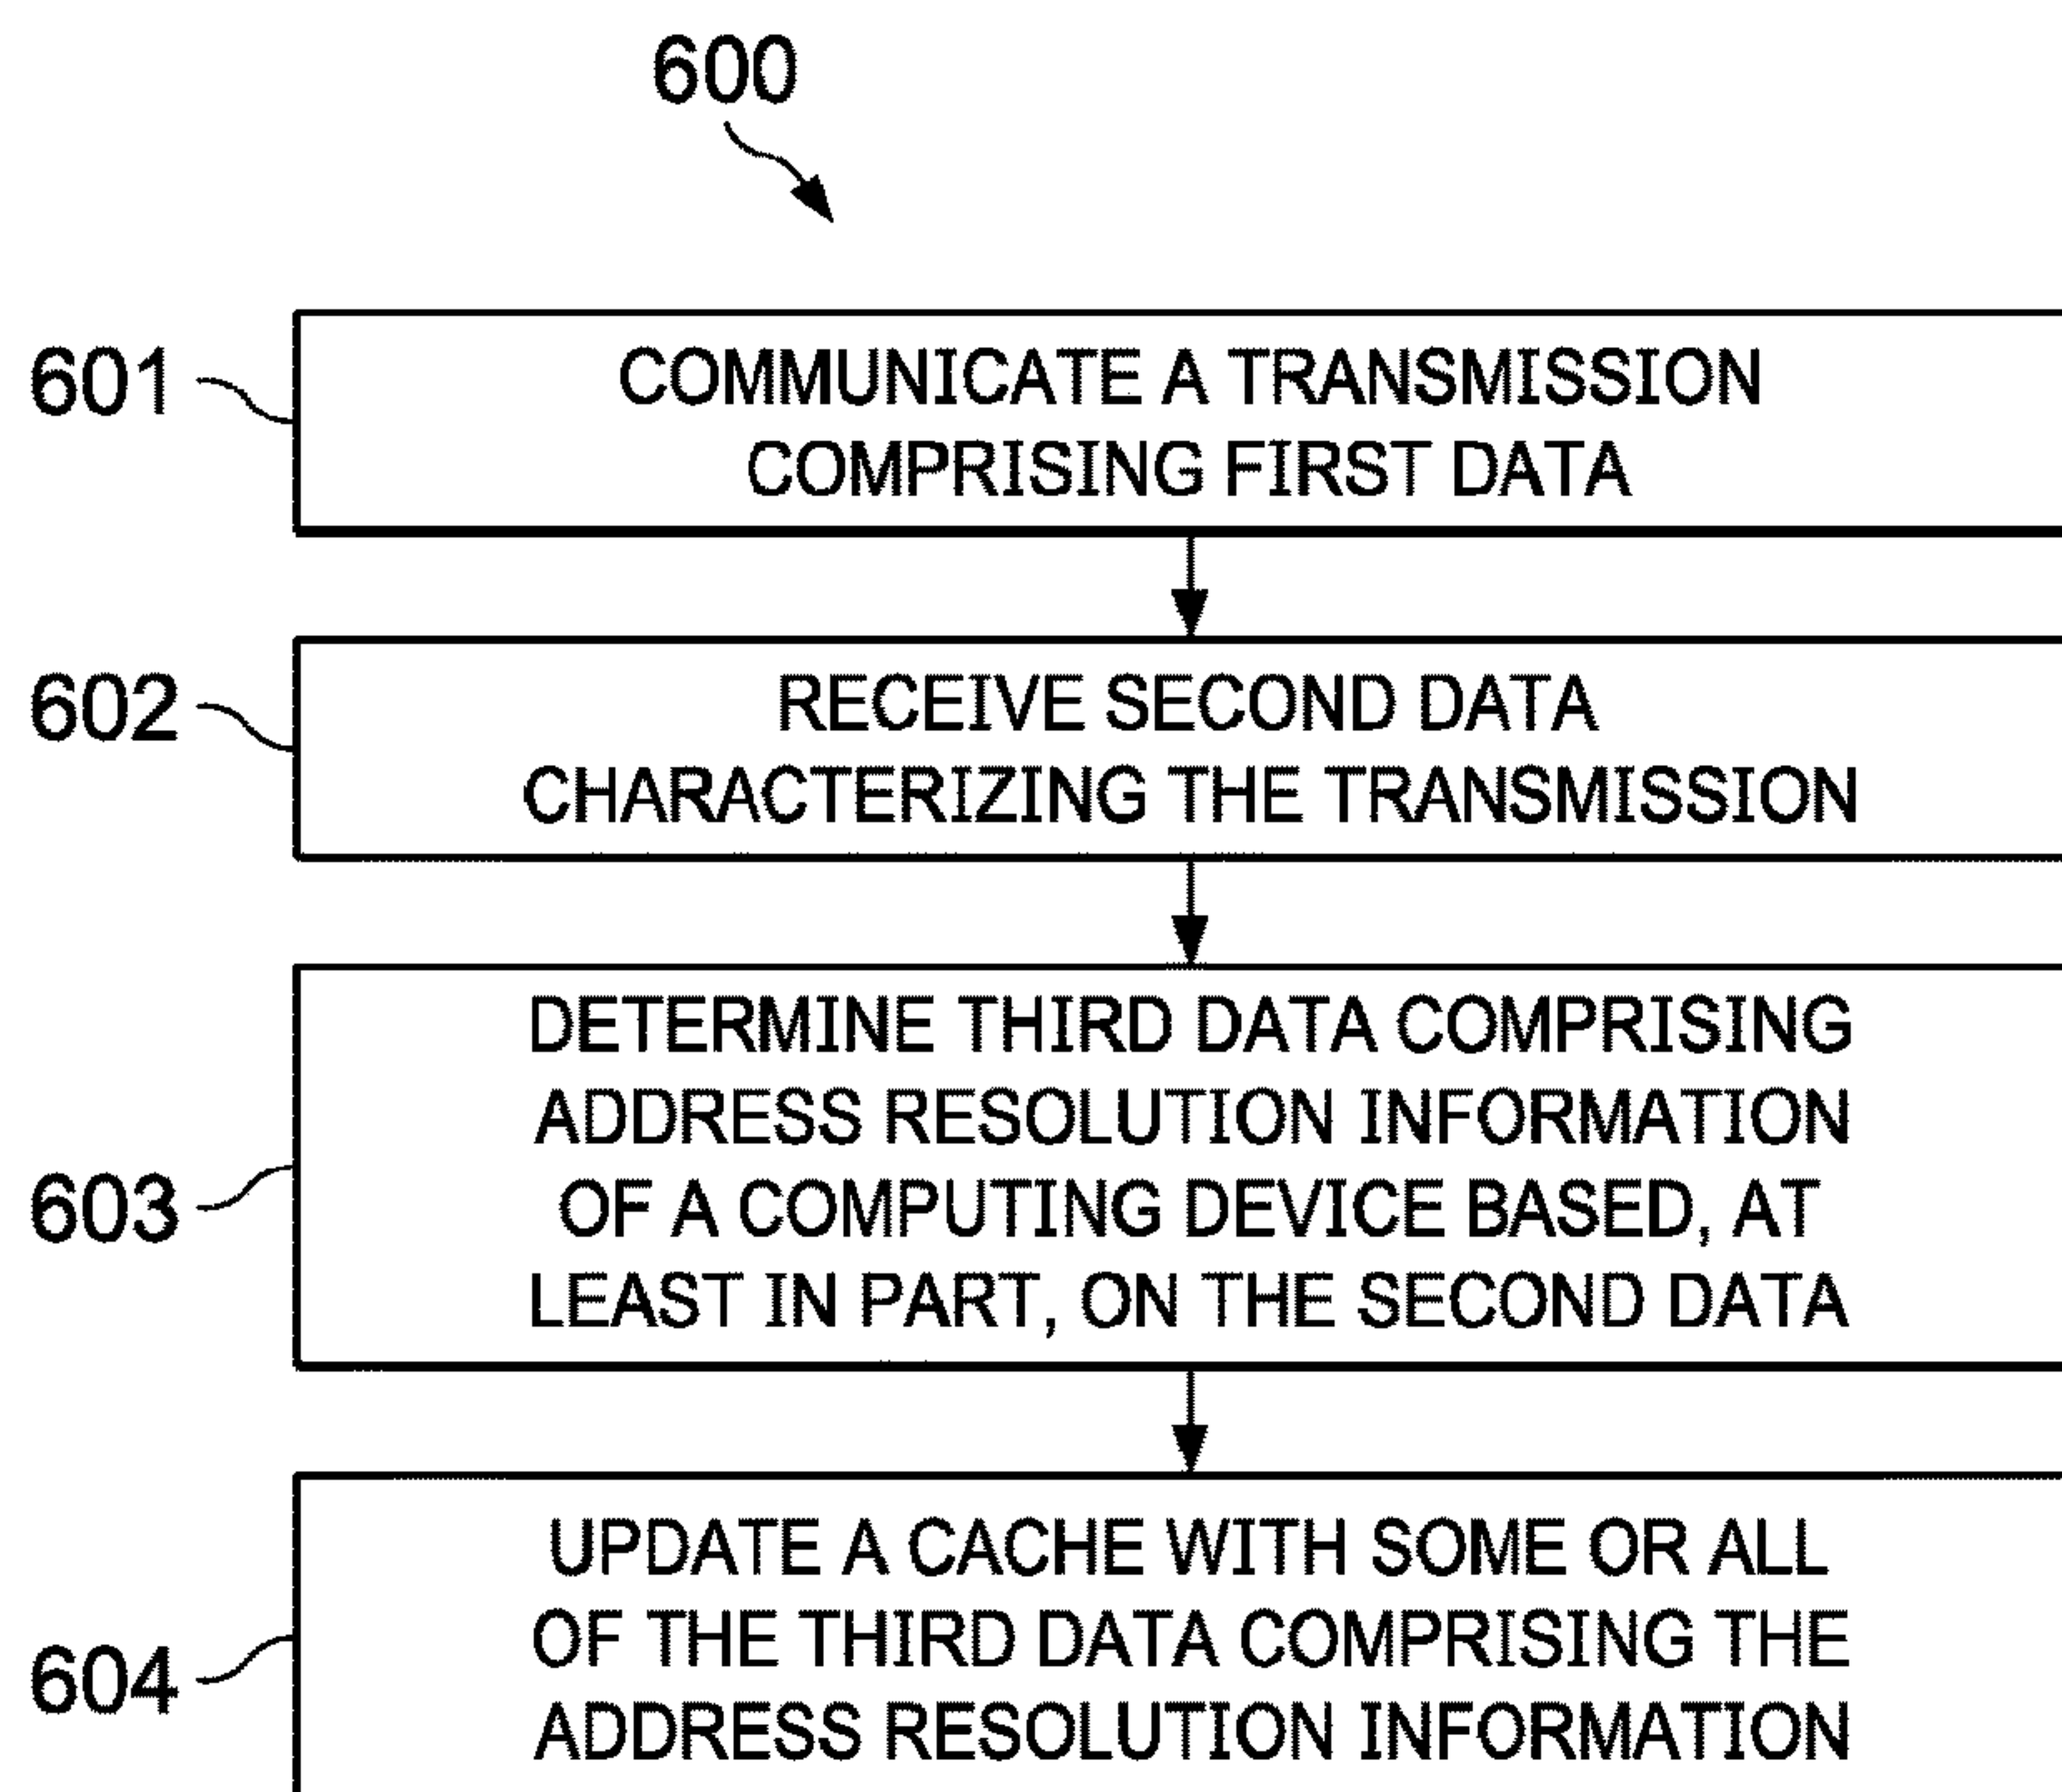 600
601
COMMUNICATE A TRANSMISSION
COMPRISING FIRST DATA
602
RECEIVE SECOND DATA
CHARACTERIZING THE TRANSMISSION
603
DETERMINE THIRD DATA COMPRISING
ADDRESS RESOLUTION INFORMATION
OF A COMPUTING DEVICE BASED, AT
LEAST IN PART, ON THE SECOND DATA
604
UPDATE A CACHE WITH SOME OR ALL
OF THE THIRD DATA COMPRISING THE
ADDRESS RESOLUTION INFORMATION